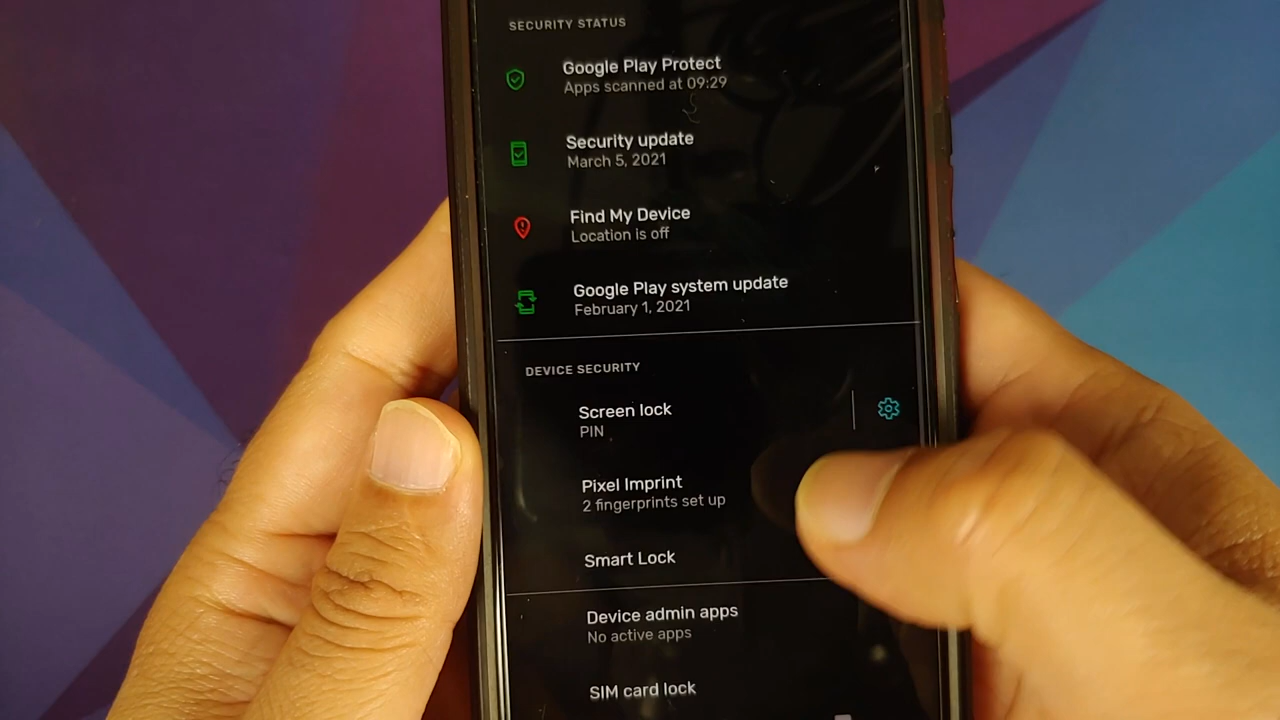 SECURITY STATUS
Google Play Protect
Apps scanned at 09:29
Security update
March 5, 2021
Find My Device
Location is off
Google Play system update
February 1, 2021
DEVICE SECURITY
Screen lock
PIN
Pixel Imprint
2 fingerprints set up
Smart Lock
Device admin apps
No active apps
SIM card lock